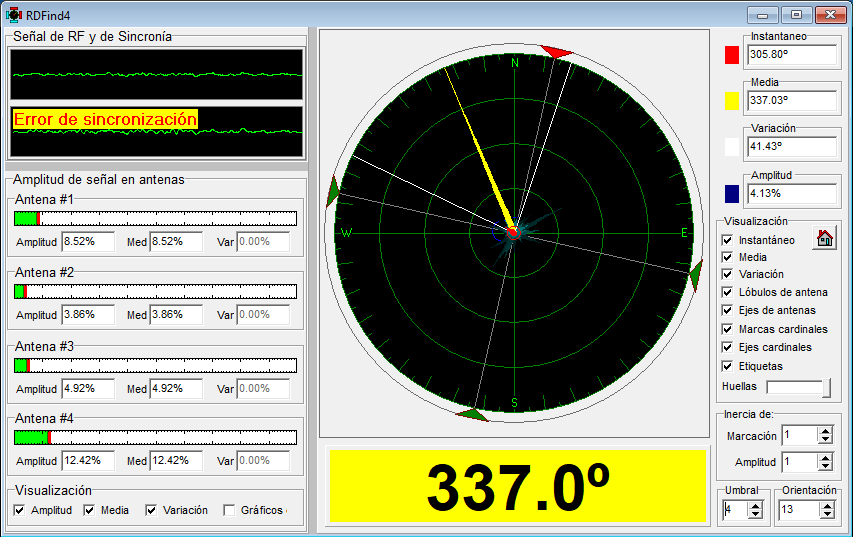 RDFind4
Señal de RF y de Sincronía
Error de sincronización
Amplitud de señal en antenas
Antena #1
Amplitud 8.52% Med 8.52% Var 0.00%
Antena #2
Amplitud 3.86% Med 3.86% Var 0.00%
Antena #3
Amplitud 4.92% Med 4.92% Var 0.00%
Antena #4
Amplitud 12.42% Med 12.42% Var 0.00%
Visualización
Amplitud Media Variación Gráficos
N
W
E
S
337.0º
Instantaneo
305.80º
Media
337.03º
Variación
41.43º
Amplitud
4.13%
Visualización
Instantáneo
Media
Variación
Lóbulos de antena
Ejes de antenas
Marcas cardinales
Ejes cardinales
Etiquetas
Huellas
Inercia de:
Marcación 1
Amplitud 1
Umbral
4
Orientación
13